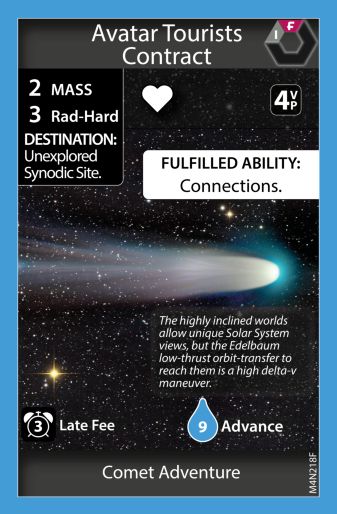 Avatar Tourists
Contract
I F
2 MASS
3 Rad-Hard
DESTINATION:
Unexplored
Synodic Site.
4 VP
FULFILLED ABILITY:
Connections.
The highly inclined worlds
allow unique Solar System
views, but the Edelbaum
low-thrust orbit-transfer to
reach them is a high delta-v
maneuver.
3 Late Fee
9 Advance
Comet Adventure
M4N218F